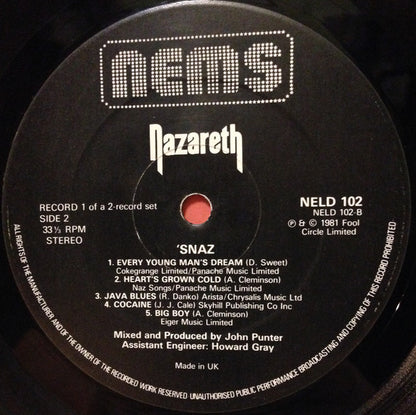 nems
Nazareth
RECORD 1 of a 2-record set
SIDE 2
33⅓ RPM
STEREO
NELD 102
NELD 102-B
℗ & © 1981 Fool
Circle Limited
'SNAZ
1. EVERY YOUNG MAN'S DREAM (D. Sweet)
Cokegrange Limited/Panache Music Limited
2. HEART'S GROWN COLD (A. Cleminson)
Naz Songs/Panache Music Limited
3. JAVA BLUES (R. Danko) Arista/Chrysalis Music Ltd
4. COCAINE (J.J. Cale) Skyhill Publishing Co Inc
5. BIG BOY (A. Cleminson)
Eiger Music Limited
Mixed and Produced by John Punter
Assistant Engineer: Howard Gray
Made in UK
ALL RIGHTS OF THE MANUFACTURER AND OF THE OWNER OF THE RECORDED WORK RESERVED UNAUTHORISED PUBLIC PERFORMANCE BROADCASTING AND COPYING OF THIS RECORD PROHIBITED